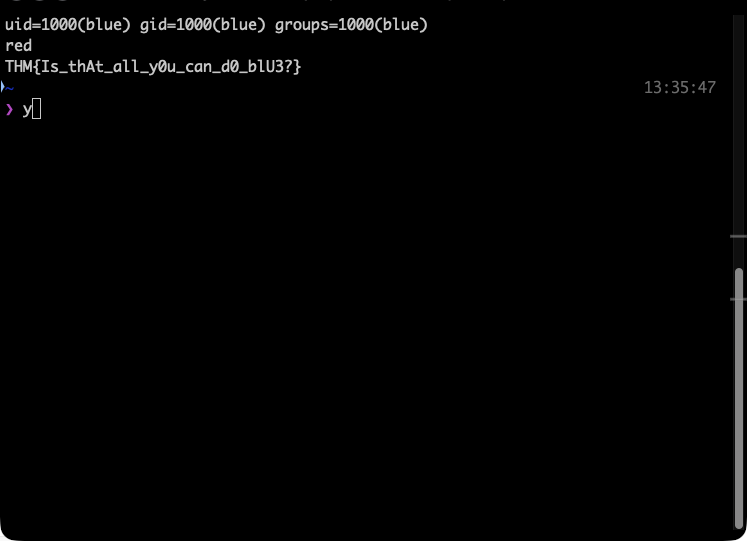 uid=1000(blue) gid=1000(blue) groups=1000(blue)
red
THM{Is_thAt_all_y0u_can_d0_blU3?}
~ 13:35:47
❯ y